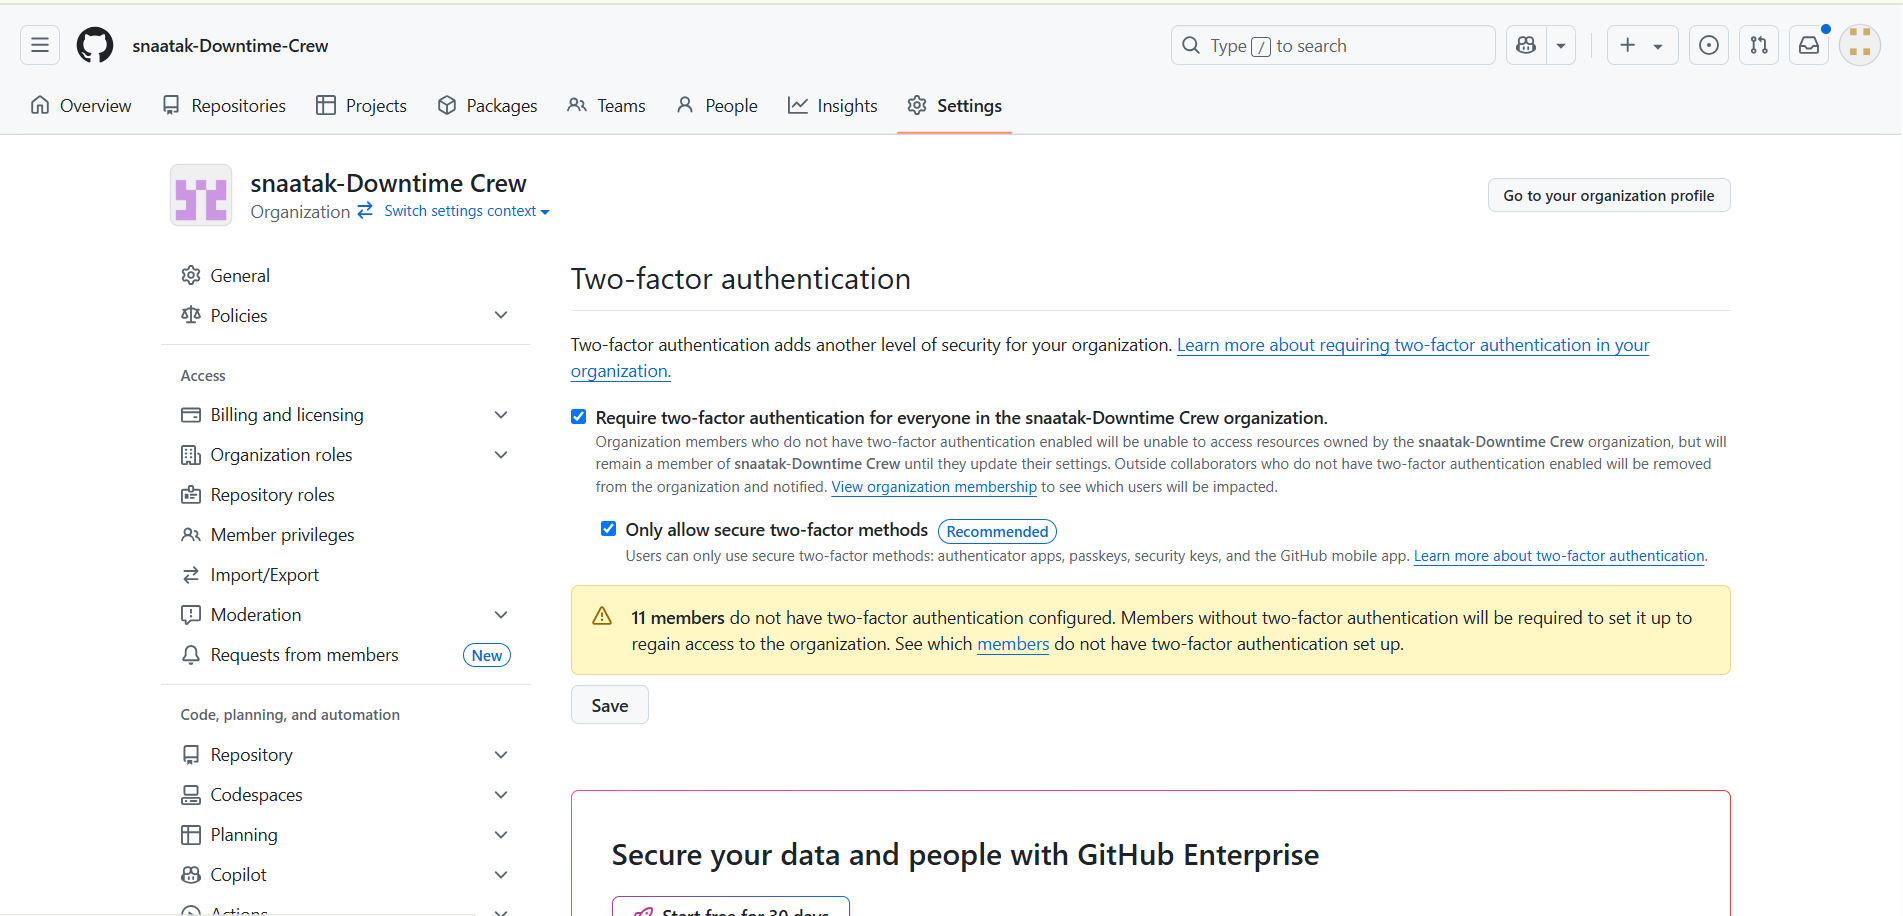 snaatak-Downtime-Crew
Type / to search
Overview
Repositories
Projects
Packages
Teams
People
Insights
Settings
snaatak-Downtime Crew
Organization Switch settings context
Go to your organization profile
General
Policies
Access
Billing and licensing
Organization roles
Repository roles
Member privileges
Import/Export
Moderation
Requests from members New
Code, planning, and automation
Repository
Codespaces
Planning
Copilot
Actions
Two-factor authentication
Two-factor authentication adds another level of security for your organization. Learn more about requiring two-factor authentication in your
organization.
Require two-factor authentication for everyone in the snaatak-Downtime Crew organization.
Organization members who do not have two-factor authentication enabled will be unable to access resources owned by the snaatak-Downtime Crew organization, but will
remain a member of snaatak-Downtime Crew until they update their settings. Outside collaborators who do not have two-factor authentication enabled will be removed
from the organization and notified. View organization membership to see which users will be impacted.
Only allow secure two-factor methods Recommended
Users can only use secure two-factor methods: authenticator apps, passkeys, security keys, and the GitHub mobile app. Learn more about two-factor authentication.
11 members do not have two-factor authentication configured. Members without two-factor authentication will be required to set it up to
regain access to the organization. See which members do not have two-factor authentication set up.
Save
Secure your data and people with GitHub Enterprise
Start free for 30 days